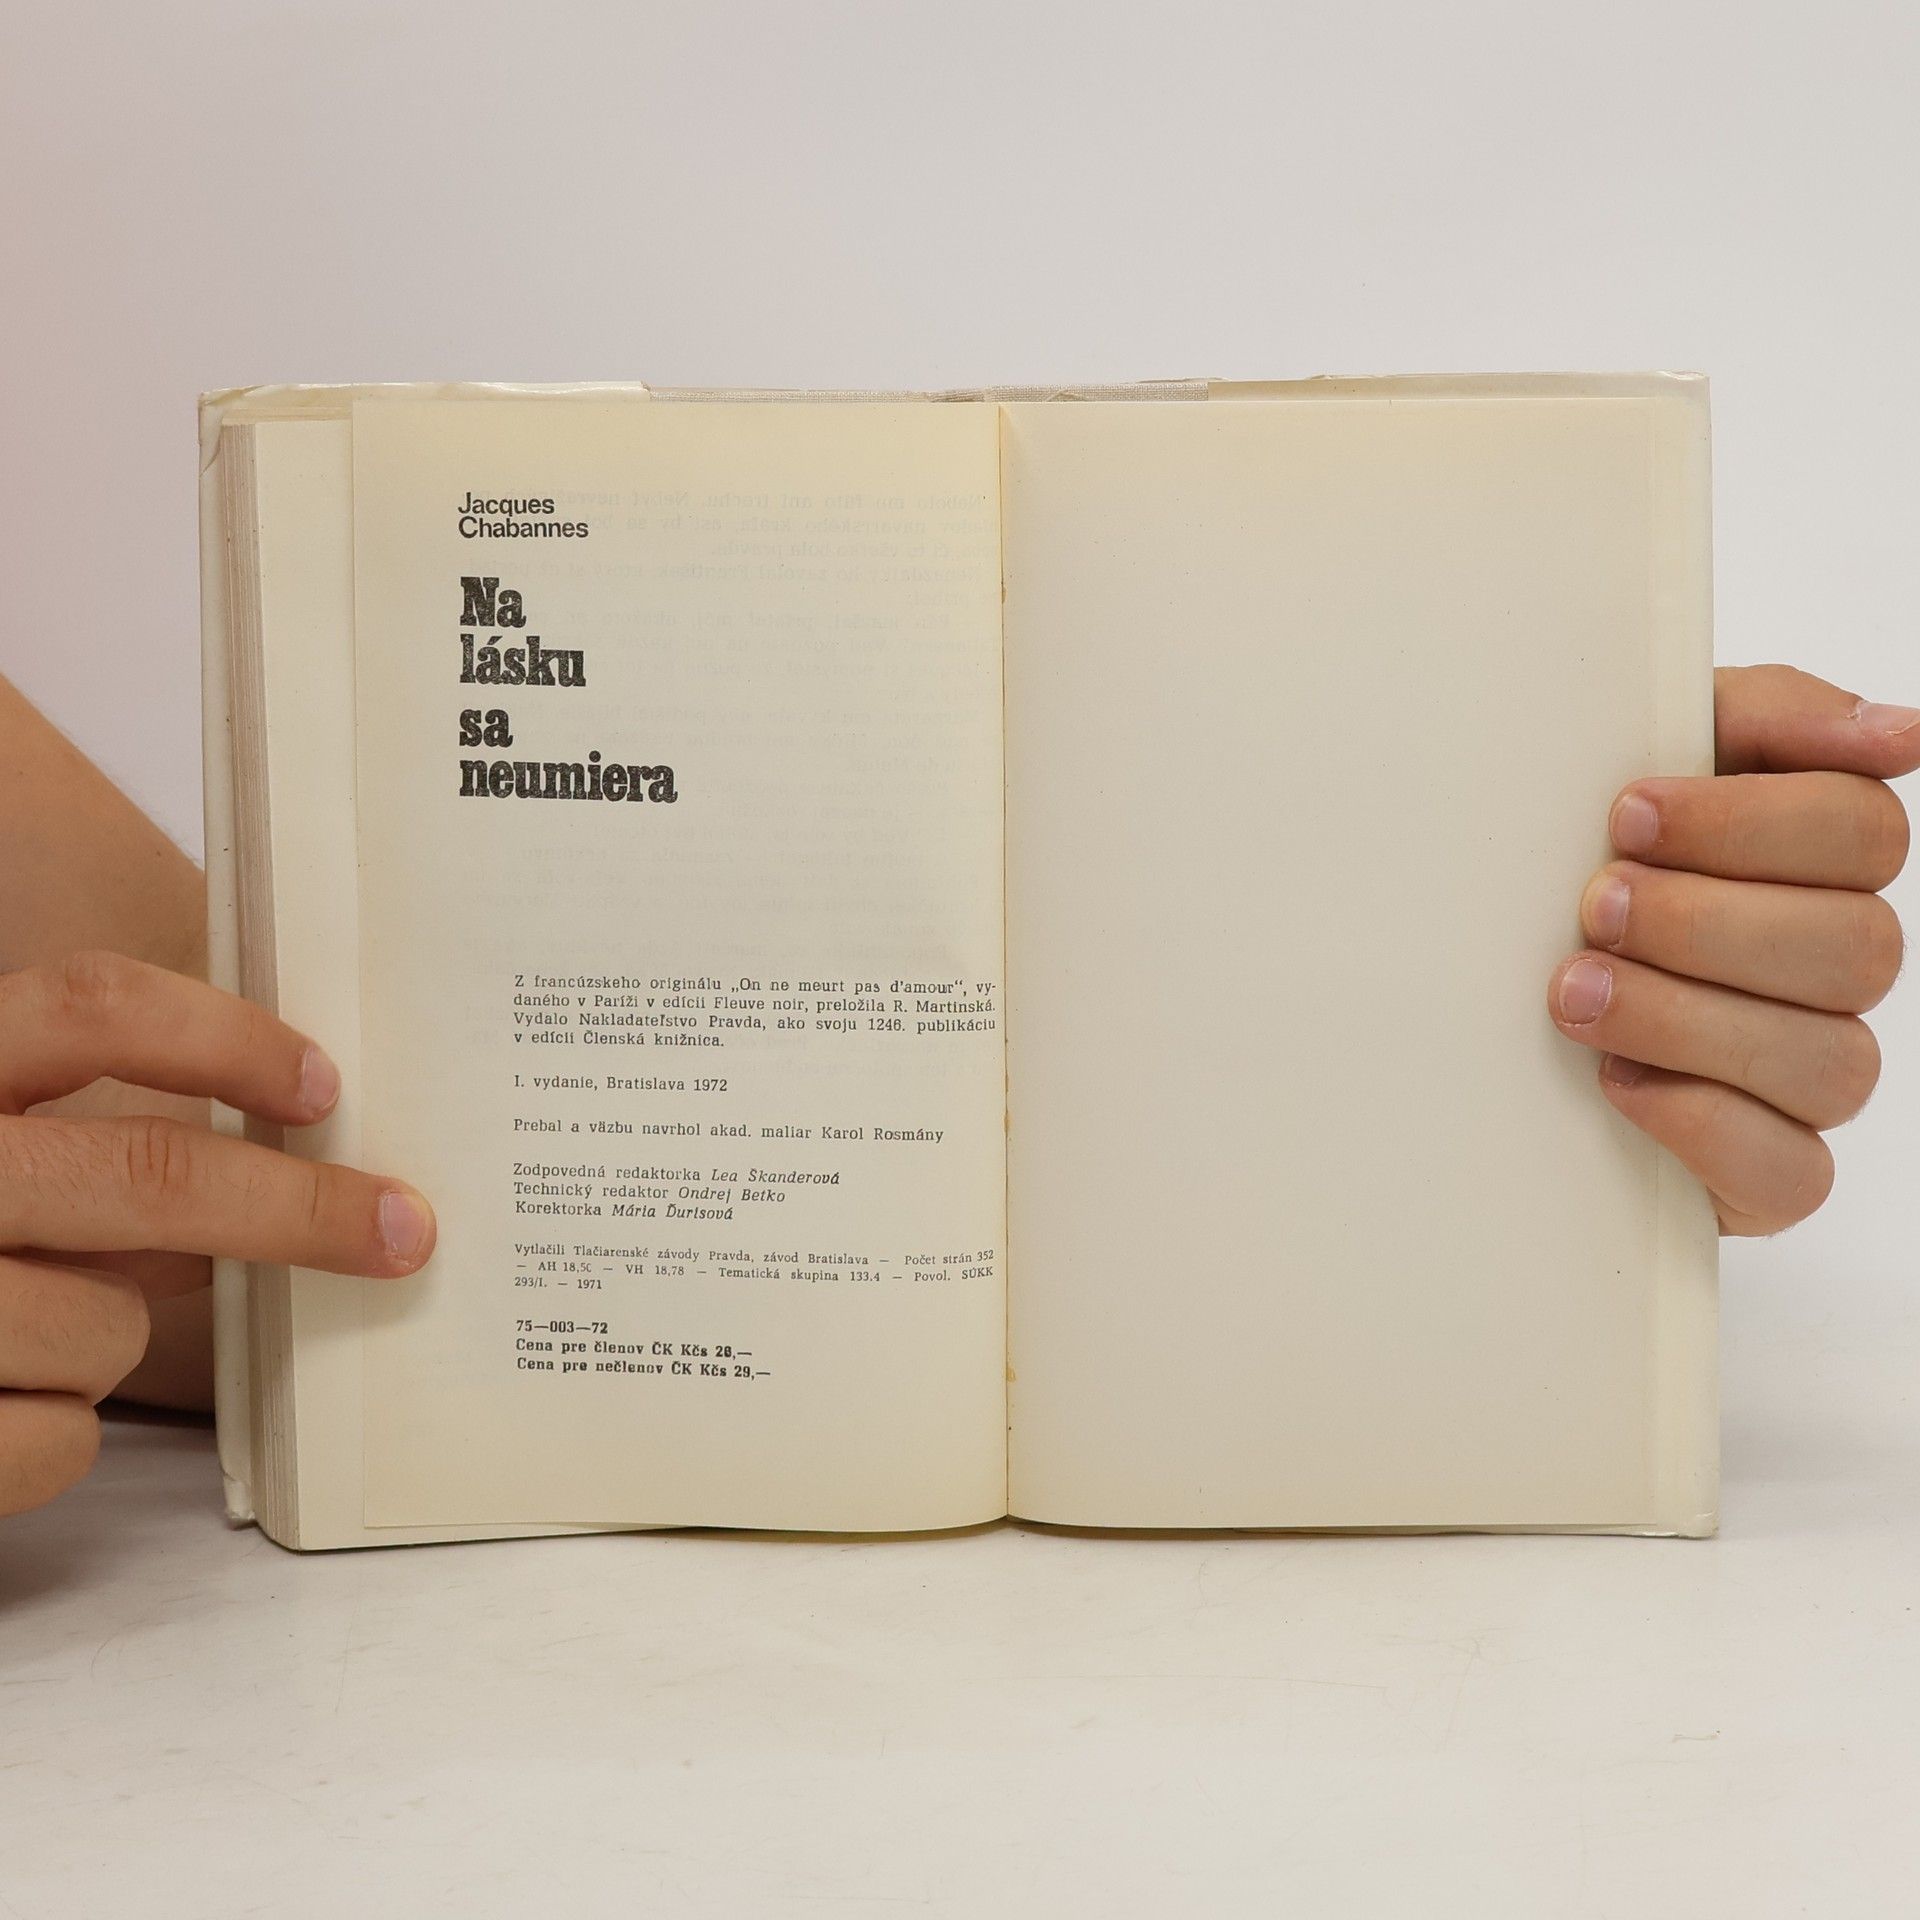 Jacques
Chabannes
Na
lásku
sa
neumiera
Z francúzskeho originálu „On ne meurt pas d'amour“, vy-
daného v Paríži v edícii Fleuve noir, preložila R. Martinská.
Vydalo Nakladateľstvo Pravda, ako svoju 1246. publikáciu
v edícii Členská knižnica.
I. vydanie, Bratislava 1972
Prebal a väzbu navrhol akad. maliar Karol Rosmány
Zodpovedná redaktorka Lea Škanderová
Technický redaktor Ondrej Betko
Korektorka Mária Ďurisová
Vytlačili Tlačiarenské závody Pravda, závod Bratislava — Počet strán 352
— AH 18,50 — VH 18,78 — Tematická skupina 133.4 — Povol. SÚKK
293/I. — 1971
75—003—72
Cena pre členov ČK Kčs 26,—
Cena pre nečlenov ČK Kčs 29,—